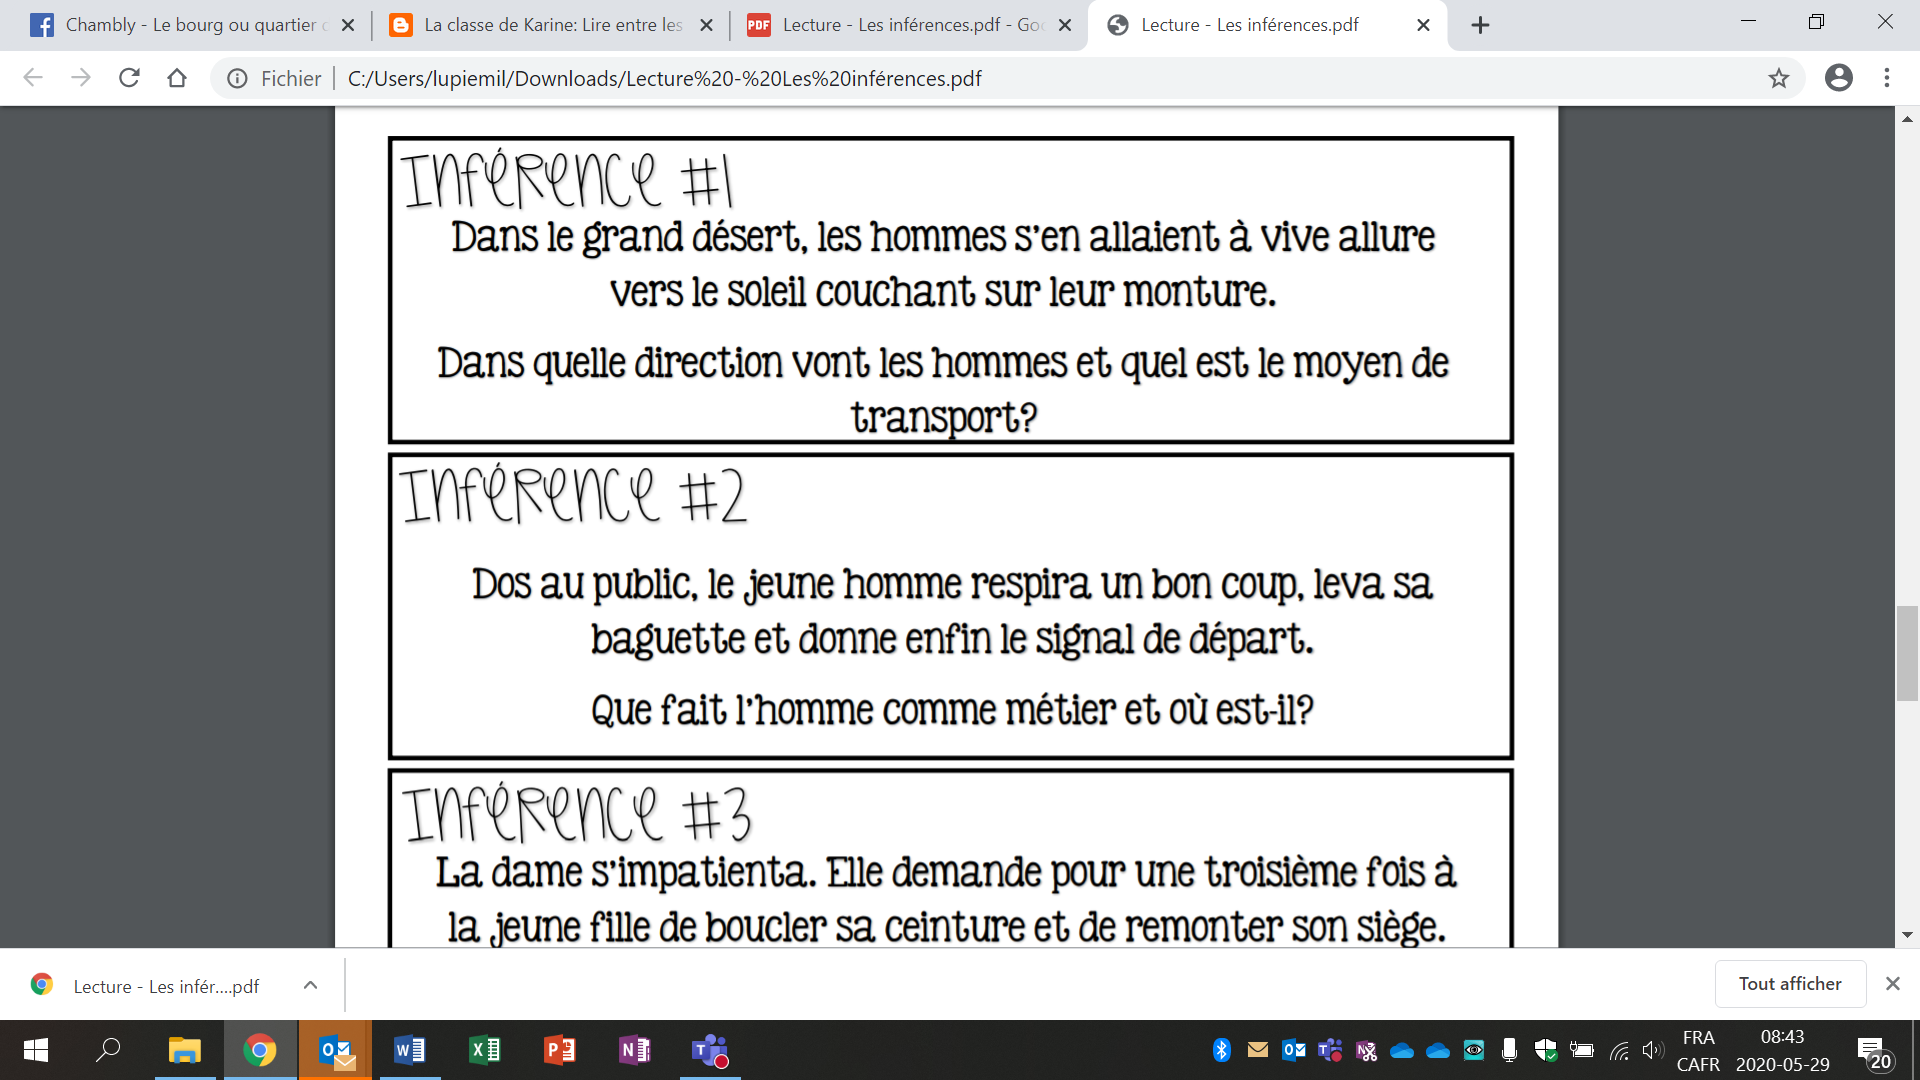 Chambly - Le bourg ou quartier
La classe de Karine: Lire entre les
Lecture - Les inférences.pdf - Goo
Lecture - Les inférences.pdf
Fichier
C:/Users/lupiemil/Downloads/Lecture%20-%20Les%20inférences.pdf
Inférence #1
Dans le grand désert, les hommes s'en allaient à vive allure
vers le soleil couchant sur leur monture.
Dans quelle direction vont les hommes et quel est le moyen de
transport?
Inférence #2
Dos au public, le jeune homme respira un bon coup, leva sa
baguette et donne enfin le signal de départ.
Que fait l'homme comme métier et où est-il?
Inférence #3
La dame s'impatienta. Elle demande pour une troisième fois à
la jeune fille de boucler sa ceinture et de remonter son siège.
Lecture - Les infér....pdf
Tout afficher
FRA
CAFR
08:43
2020-05-29
20